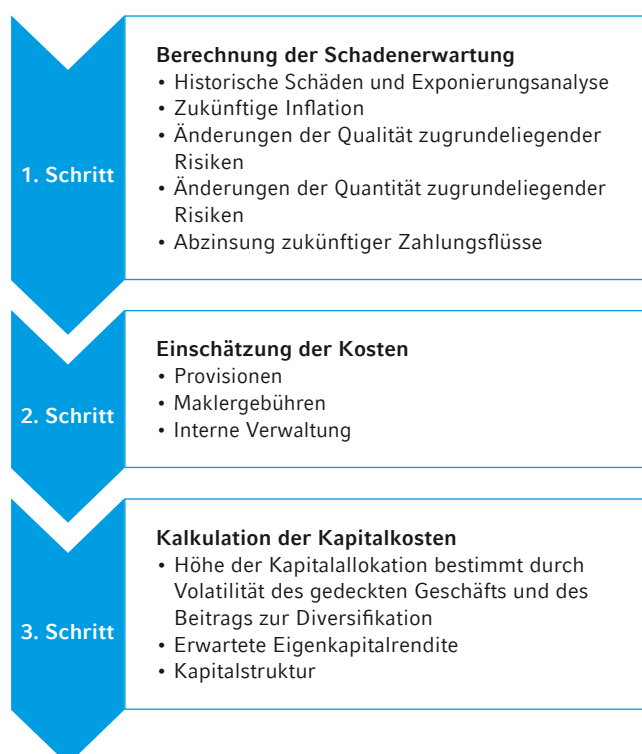 1. Schritt
Berechnung der Schadenerwartung
• Historische Schäden und Exponierungsanalyse
• Zukünftige Inflation
• Änderungen der Qualität zugrundeliegender
Risiken
• Änderungen der Quantität zugrundeliegender
Risiken
• Abzinsung zukünftiger Zahlungsflüsse
2. Schritt
Einschätzung der Kosten
• Provisionen
• Maklergebühren
• Interne Verwaltung
3. Schritt
Kalkulation der Kapitalkosten
• Höhe der Kapitalallokation bestimmt durch
Volatilität des gedeckten Geschäfts und des
Beitrags zur Diversifikation
• Erwartete Eigenkapitalrendite
• Kapitalstruktur